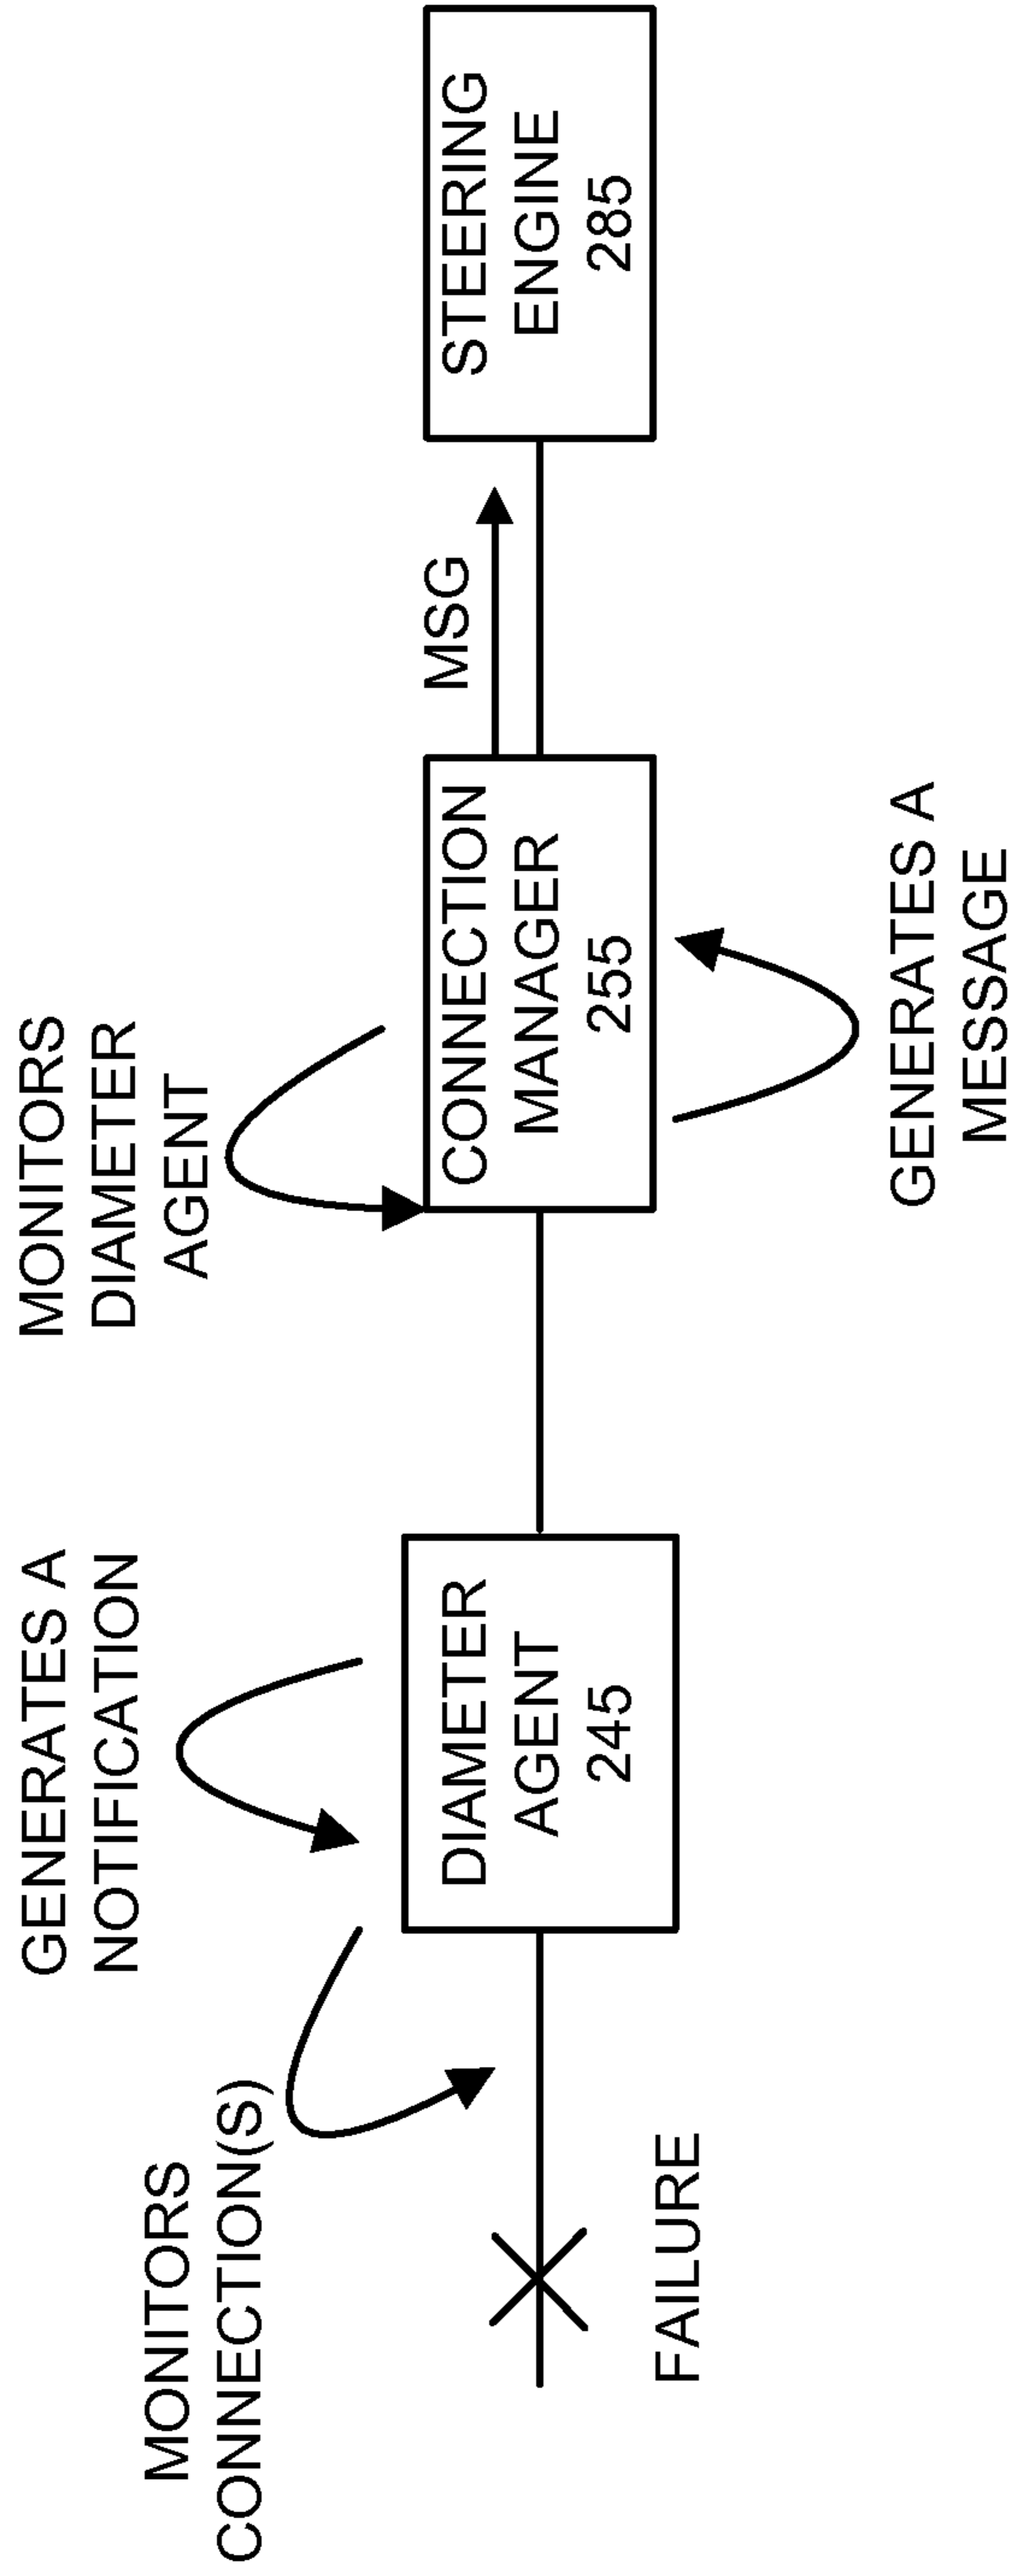 MONITORS
CONNECTION(S)
GENERATES A
NOTIFICATION
MONITORS
DIAMETER
AGENT
FAILURE
DIAMETER
AGENT
245
CONNECTION
MANAGER
255
MSG
STEERING
ENGINE
285
GENERATES A
MESSAGE